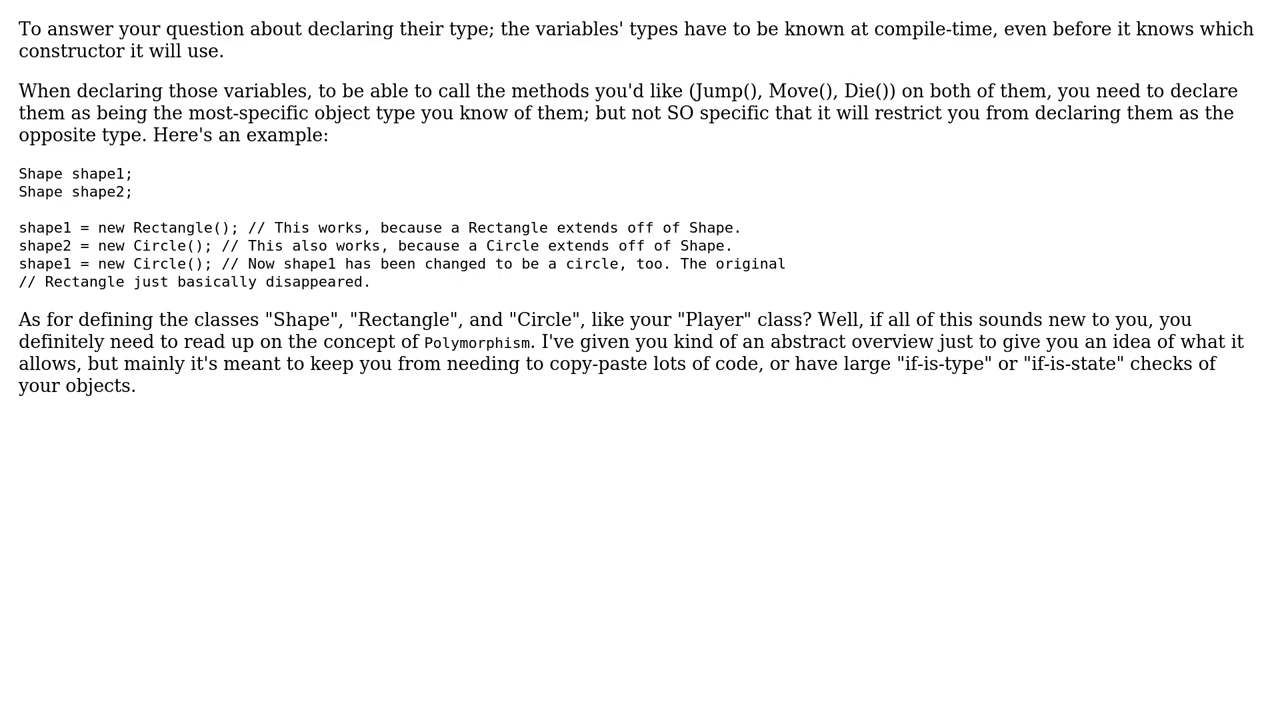 To answer your question about declaring their type; the variables' types have to be known at compile-time, even before it knows which
constructor it will use.
When declaring those variables, to be able to call the methods you'd like (Jump(), Move(), Die()) on both of them, you need to declare
them as being the most-specific object type you know of them; but not SO specific that it will restrict you from declaring them as the
opposite type. Here's an example:
Shape shape1;
Shape shape2;
shape1 = new Rectangle(); // This works, because a Rectangle extends off of Shape.
shape2 = new Circle(); // This also works, because a Circle extends off of Shape.
shape1 = new Circle(); // Now shape1 has been changed to be a circle, too. The original
// Rectangle just basically disappeared.
As for defining the classes "Shape", "Rectangle", and "Circle", like your "Player" class? Well, if all of this sounds new to you, you
definitely need to read up on the concept of Polymorphism. I've given you kind of an abstract overview just to give you an idea of what it
allows, but mainly it's meant to keep you from needing to copy-paste lots of code, or have large "if-is-type" or "if-is-state" checks of
your objects.